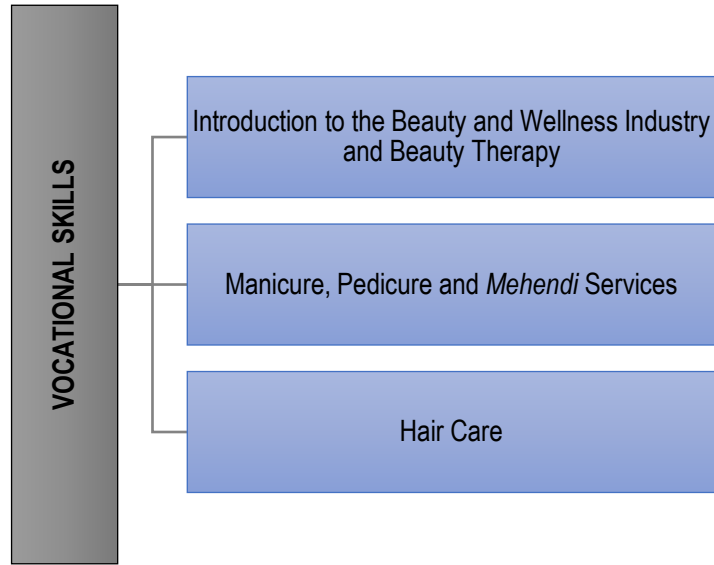 VOCATIONAL SKILLS
Introduction to the Beauty and Wellness Industry
and Beauty Therapy
Manicure, Pedicure and Mehendi Services
Hair Care